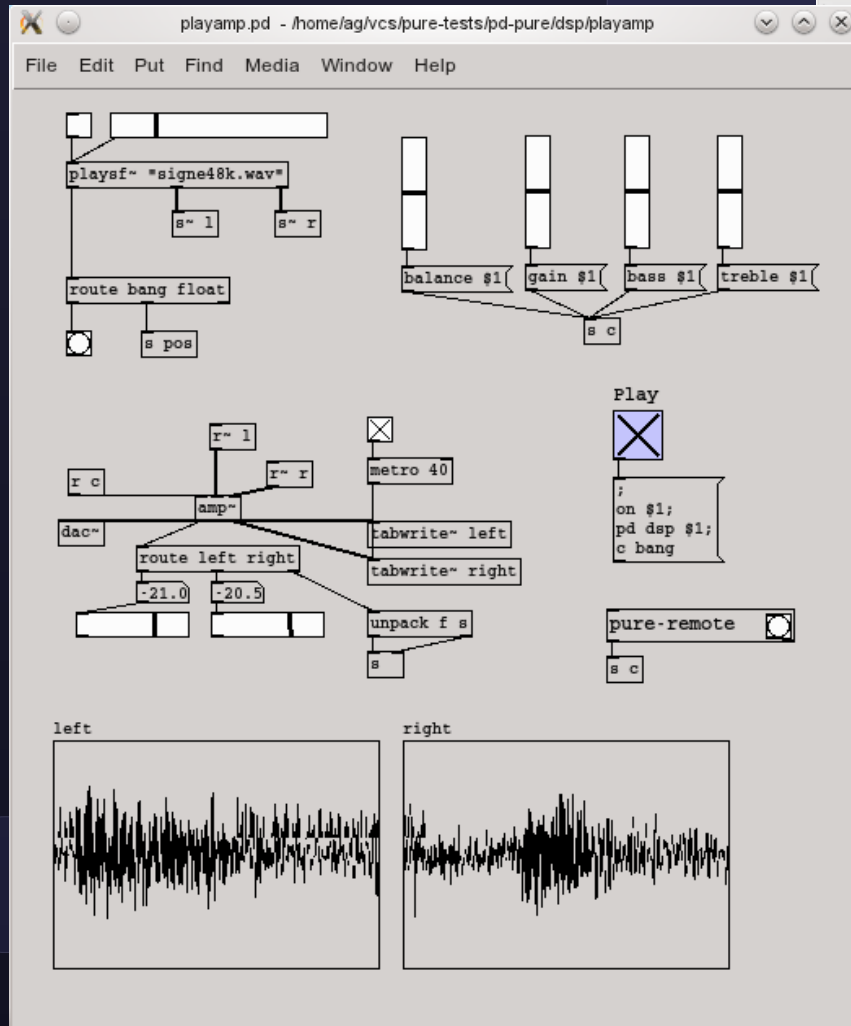 playamp.pd - /home/ag/vcs/pure-tests/pd-pure/dsp/playamp
File Edit Put Find Media Window Help
playsf~ "signe48k.wav"
s~ l
s~ r
route bang float
s pos
balance $1
gain $1
bass $1
treble $1
s c
r~ l
r~ r
r c
amp~
dac~
route left right
-21.0
-20.5
metro 40
tabwrite~ left
tabwrite~ right
unpack f s
s
Play
;
on $1;
pd dsp $1;
c bang
pure-remote
s c
left
right